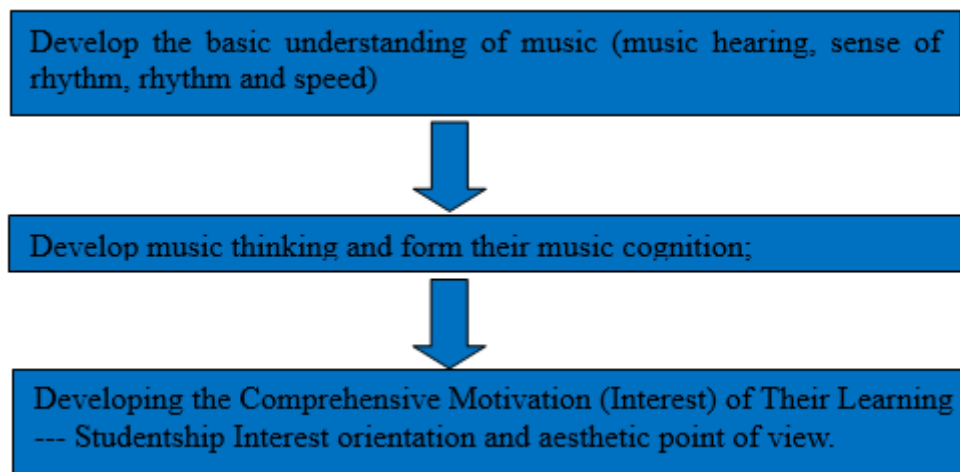 Develop the basic understanding of music (music hearing, sense of
rhythm, rhythm and speed)
Develop music thinking and form their music cognition;
Developing the Comprehensive Motivation (Interest) of Their Learning
--- Studentship Interest orientation and aesthetic point of view.